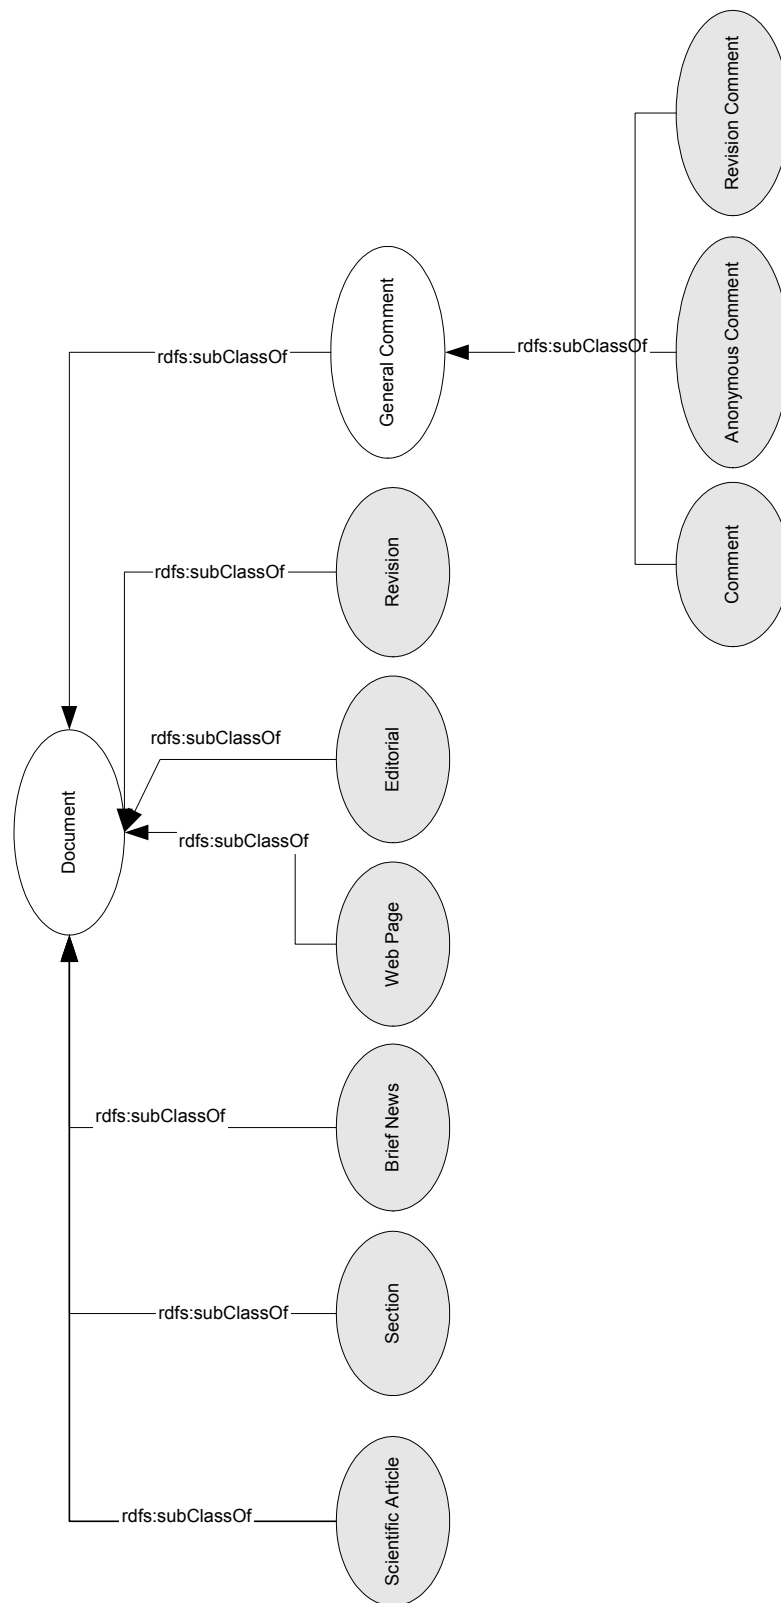 Revision Comment
General Comment
rdfs:subClassOf
rdfs:subClassOf
Anonymous Comment
Revision
rdfs:subClassOf
Comment
Editorial
rdfs:subClassOf
Document
rdfs:subClassOf
Web Page
Brief News
rdfs:subClassOf
Section
rdfs:subClassOf
Scientific Article
rdfs:subClassOf